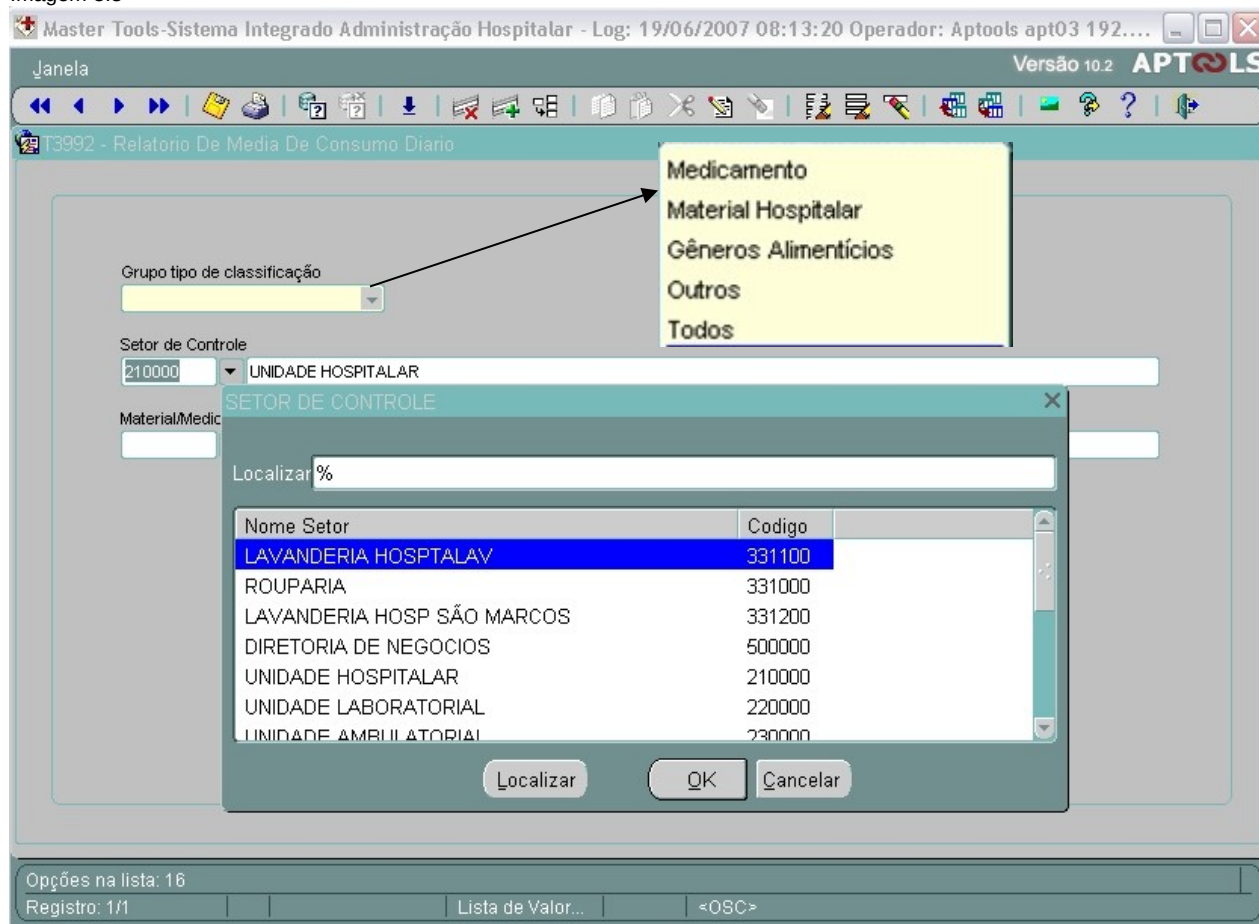 Master Tools-Sistema Integrado Administração Hospitalar - Log: 19/06/2007 08:13:20 Operador: Aptools apt03 192....
Janela
Versão 10.2 APTOOLS
T3992 - Relatorio De Media De Consumo Diario
Medicamento
Material Hospitalar
Gêneros Alimentícios
Outros
Todos
Grupo tipo de classificação
Setor de Controle
210000 UNIDADE HOSPITALAR
Material/Medic
SETOR DE CONTROLE
Localizar %
Nome Setor Codigo
LAVANDERIA HOSPTALAV 331100
ROUPARIA 331000
LAVANDERIA HOSP SÃO MARCOS 331200
DIRETORIA DE NEGOCIOS 500000
UNIDADE HOSPITALAR 210000
UNIDADE LABORATORIAL 220000
UNIDADE AMBULATORIAL 230000
Localizar OK Cancelar
Opções na lista: 16
Registro: 1/1 Lista de Valor... <OSC>